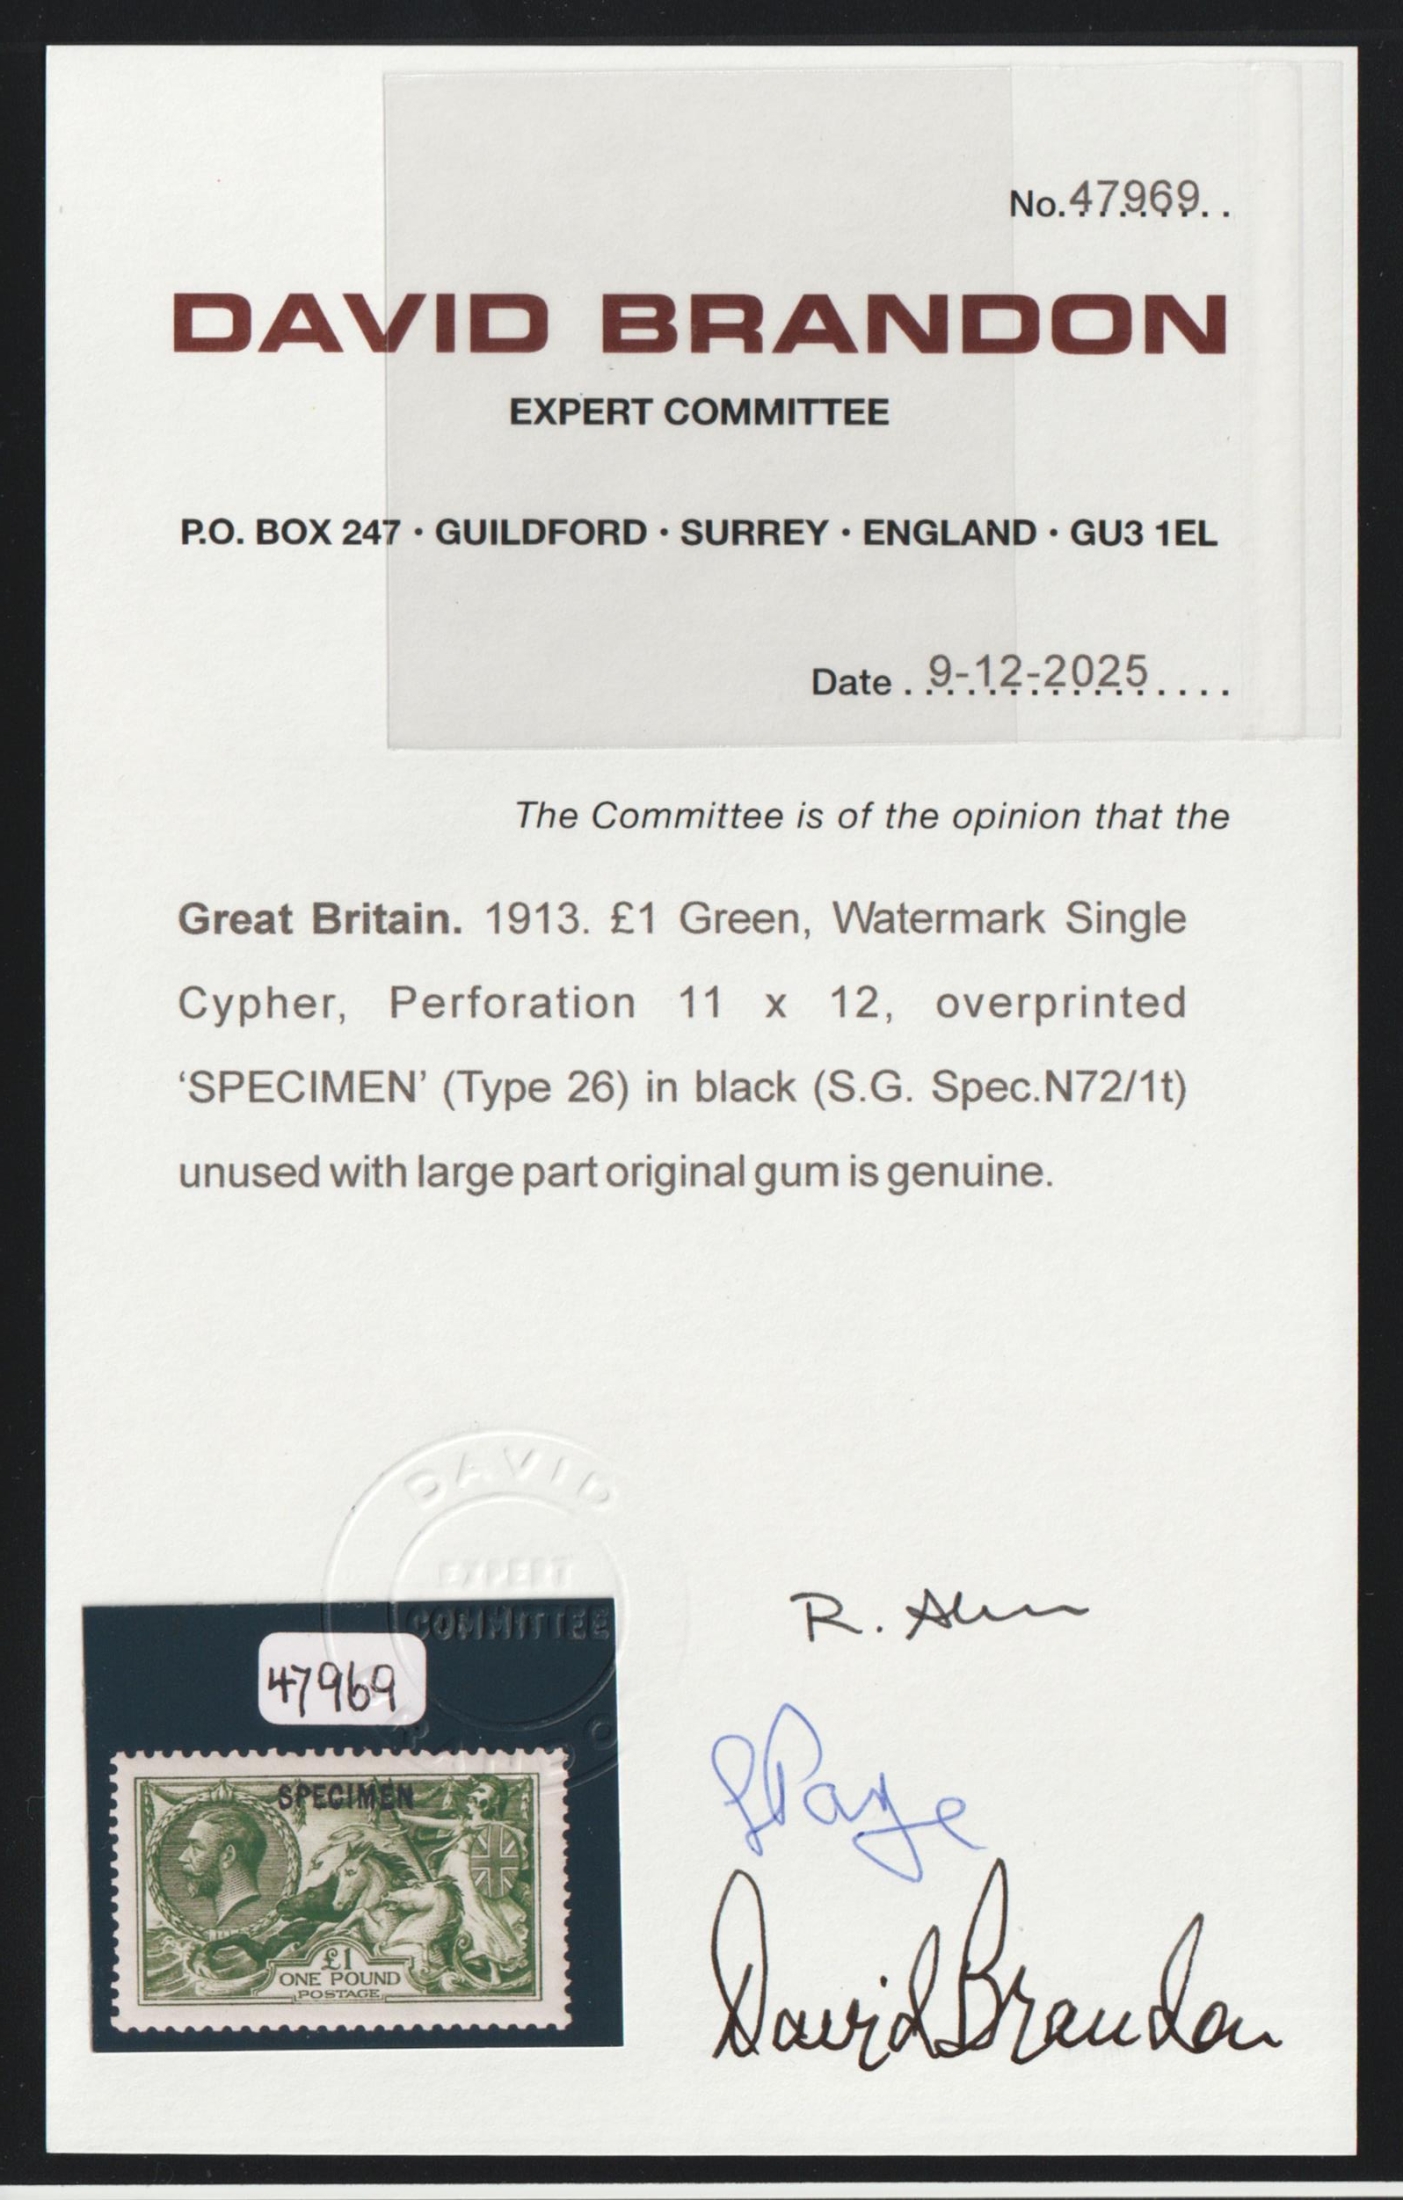 No. 47969
DAVID BRANDON
EXPERT COMMITTEE
P.O. BOX 247 · GUILDFORD · SURREY · ENGLAND · GU3 1EL
Date 9-12-2025
The Committee is of the opinion that the
Great Britain. 1913. £1 Green, Watermark Single
Cypher, Perforation 11 x 12, overprinted
‘SPECIMEN’ (Type 26) in black (S.G. Spec.N72/1t)
unused with large part original gum is genuine.
DAVID
EXPERT
COMMITTEE
47969
SPECIMEN
£1
ONE POUND
POSTAGE
R.
Page
David Brandon